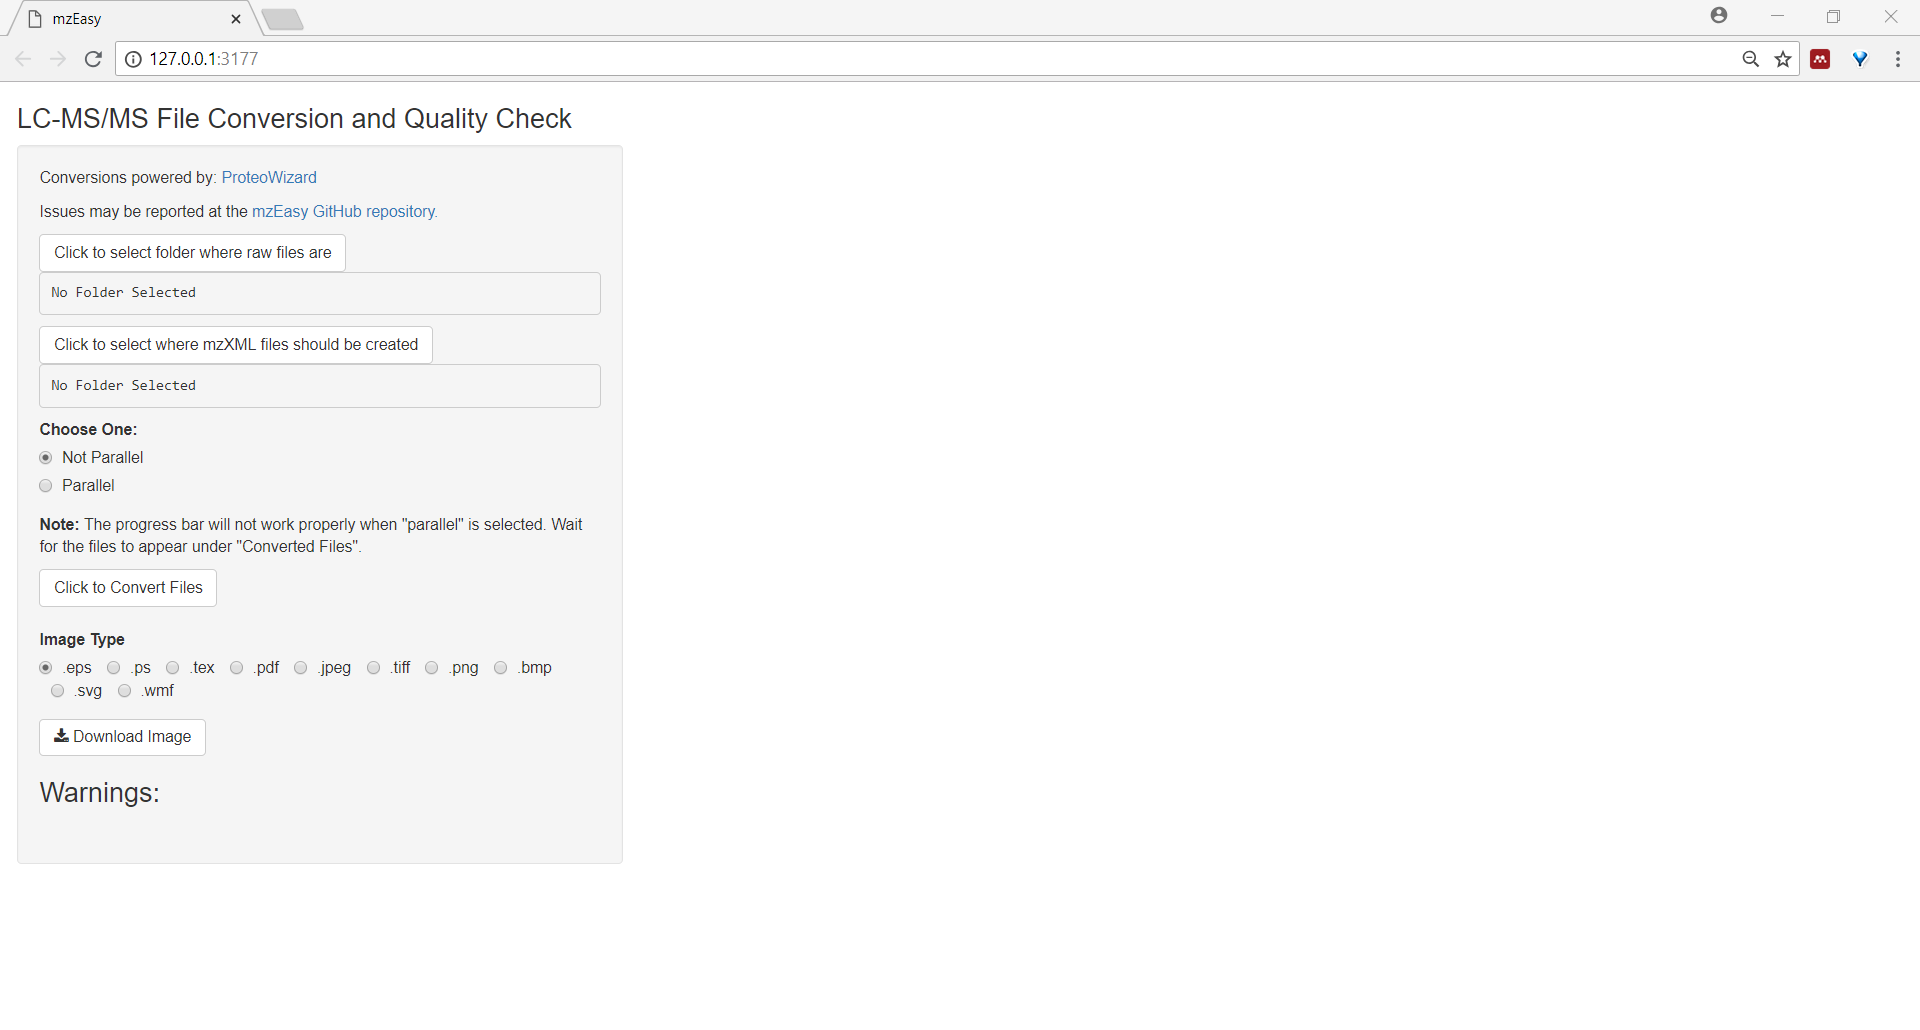 mzEasy
127.0.0.1:3177
LC-MS/MS File Conversion and Quality Check
Conversions powered by: ProteoWizard
Issues may be reported at the mzEasy GitHub repository.
Click to select folder where raw files are
No Folder Selected
Click to select where mzXML files should be created
No Folder Selected
Choose One:
Not Parallel
Parallel
Note: The progress bar will not work properly when "parallel" is selected. Wait
for the files to appear under "Converted Files".
Click to Convert Files
Image Type
.eps .ps .tex .pdf .jpeg .tiff .png .bmp
.svg .wmf
Download Image
Warnings: